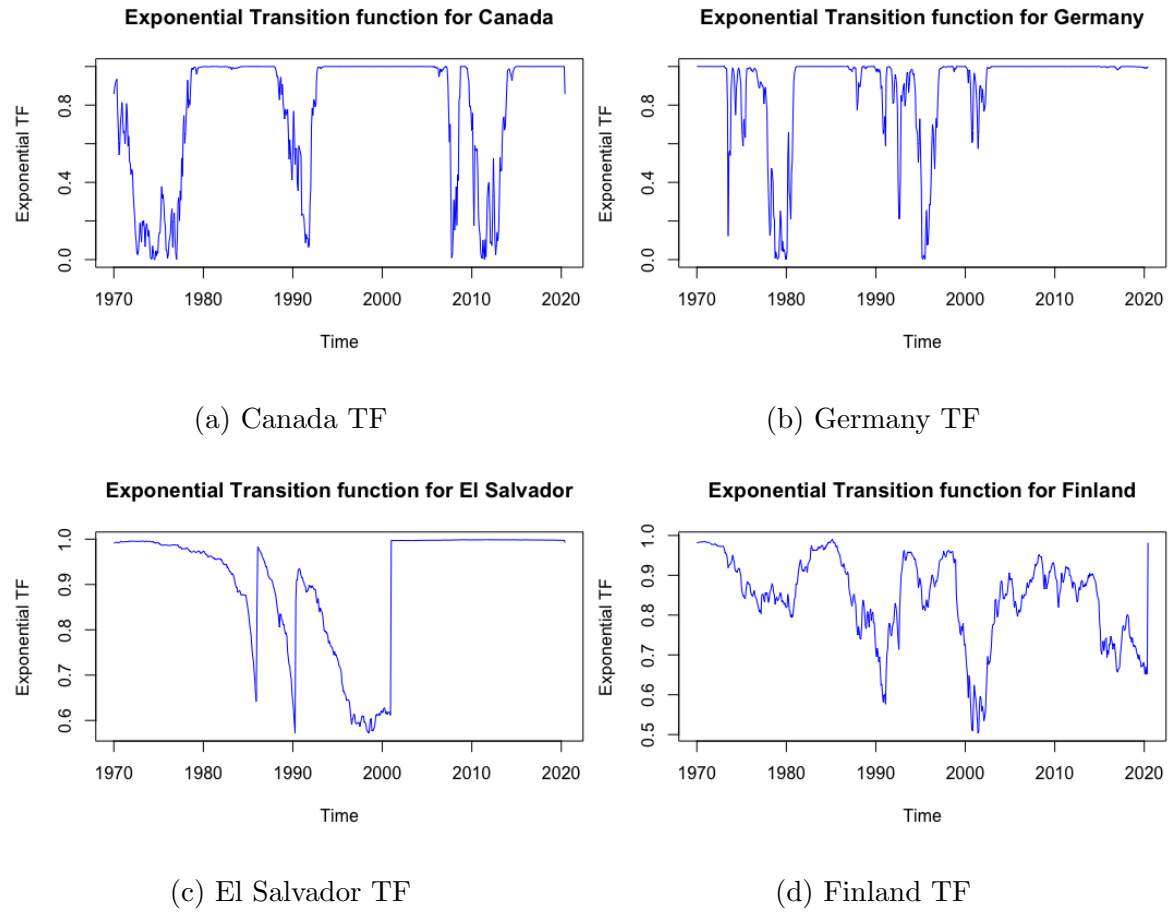 Exponential Transition function for Canada
Exponential TF
0.0
0.4
0.8
1970 1980 1990 2000 2010 2020
Time
(a) Canada TF
Exponential Transition function for Germany
Exponential TF
0.0
0.4
0.8
1970 1980 1990 2000 2010 2020
Time
(b) Germany TF
Exponential Transition function for El Salvador
Exponential TF
0.6
0.7
0.8
0.9
1.0
1970 1980 1990 2000 2010 2020
Time
(c) El Salvador TF
Exponential Transition function for Finland
Exponential TF
0.5
0.6
0.7
0.8
0.9
1.0
1970 1980 1990 2000 2010 2020
Time
(d) Finland TF